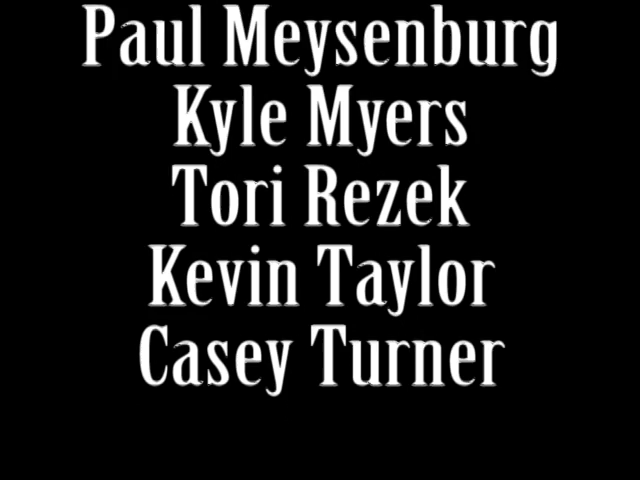 Paul Meysenburg
Kyle Myers
Tori Rezek
Kevin Taylor
Casey Turner